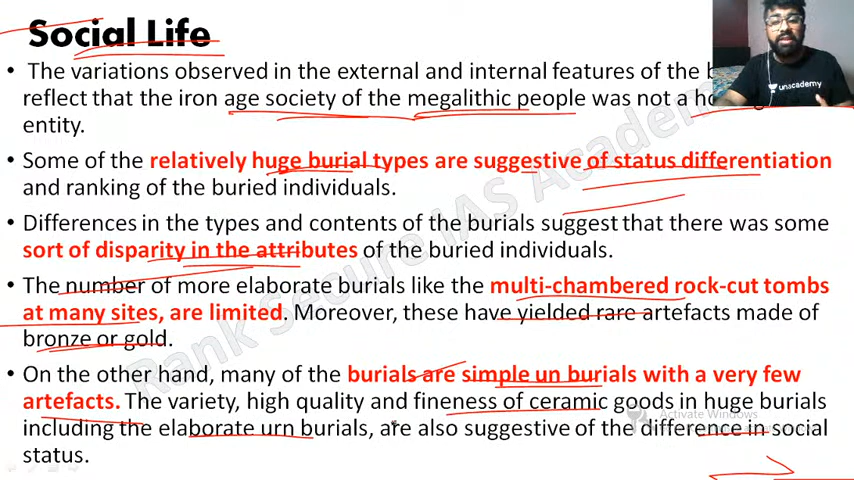 Social Life
unacademy
• The variations observed in the external and internal features of the b
reflect that the iron age society of the megalithic people was not a ho
entity.
• Some of the relatively huge burial types are suggestive of status differentiation
and ranking of the buried individuals.
• Differences in the types and contents of the burials suggest that there was some
sort of disparity in the attributes of the buried individuals.
• The number of more elaborate burials like the multi-chambered rock-cut tombs
at many sites, are limited. Moreover, these have yielded rare artefacts made of
bronze or gold.
• On the other hand, many of the burials are simple un burials with a very few
artefacts. The variety, high quality and fineness of ceramic goods in huge burials
including the elaborate urn burials, are also suggestive of the difference in social
status.
Rank Secure IAS Academy
Activate Windows